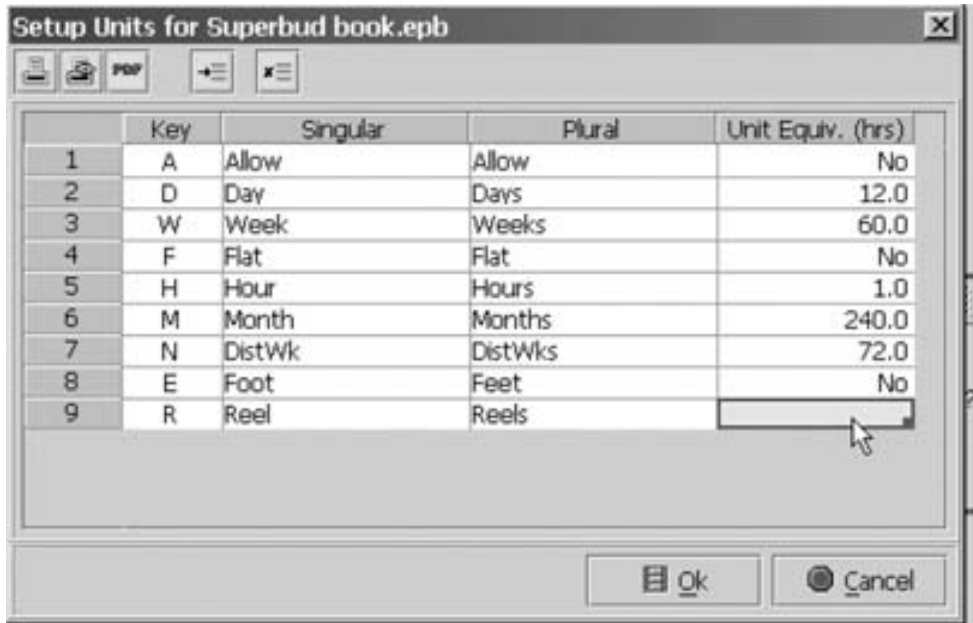 Setup Units for Superbud book.epb
PDF
Key Singular Plural Unit Equiv. (hrs)
1 A Allow Allow No
2 D Day Days 12.0
3 W Week Weeks 60.0
4 F Flat Flat No
5 H Hour Hours 1.0
6 M Month Months 240.0
7 N DistWk DistWks 72.0
8 E Foot Feet No
9 R Reel Reels
Ok Cancel